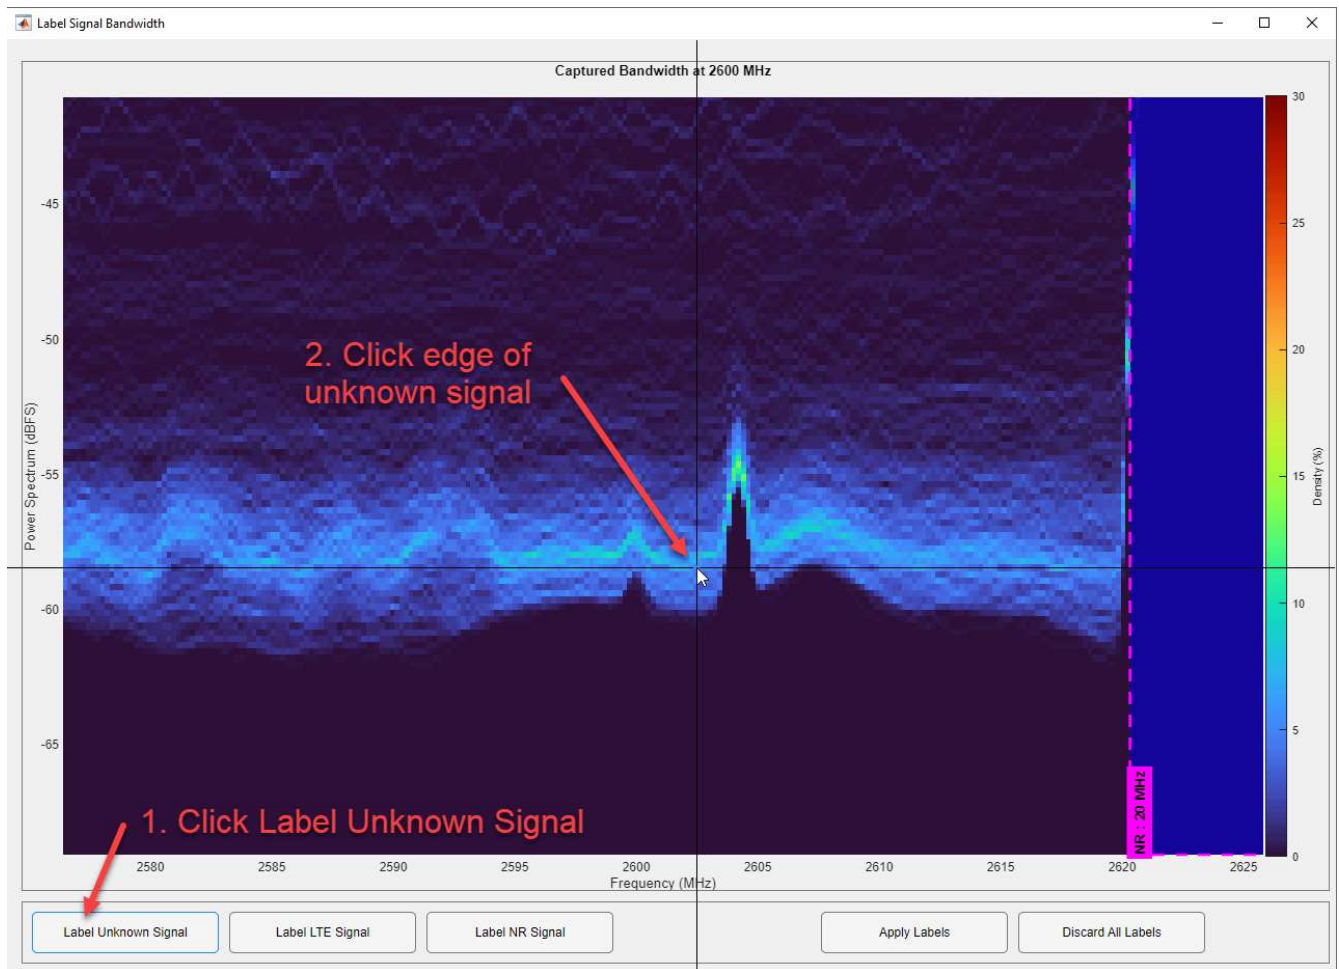 Label Signal Bandwidth
Captured Bandwidth at 2600 MHz
30
25
20
15
10
5
0
Density (%)
-45
-50
-55
-60
-65
Power Spectrum (dBFS)
2. Click edge of
unknown signal
1. Click Label Unknown Signal
NR : 20 MHz
2580
2585
2590
2595
2600
2605
2610
2615
2620
2625
Frequency (MHz)
Label Unknown Signal
Label LTE Signal
Label NR Signal
Apply Labels
Discard All Labels